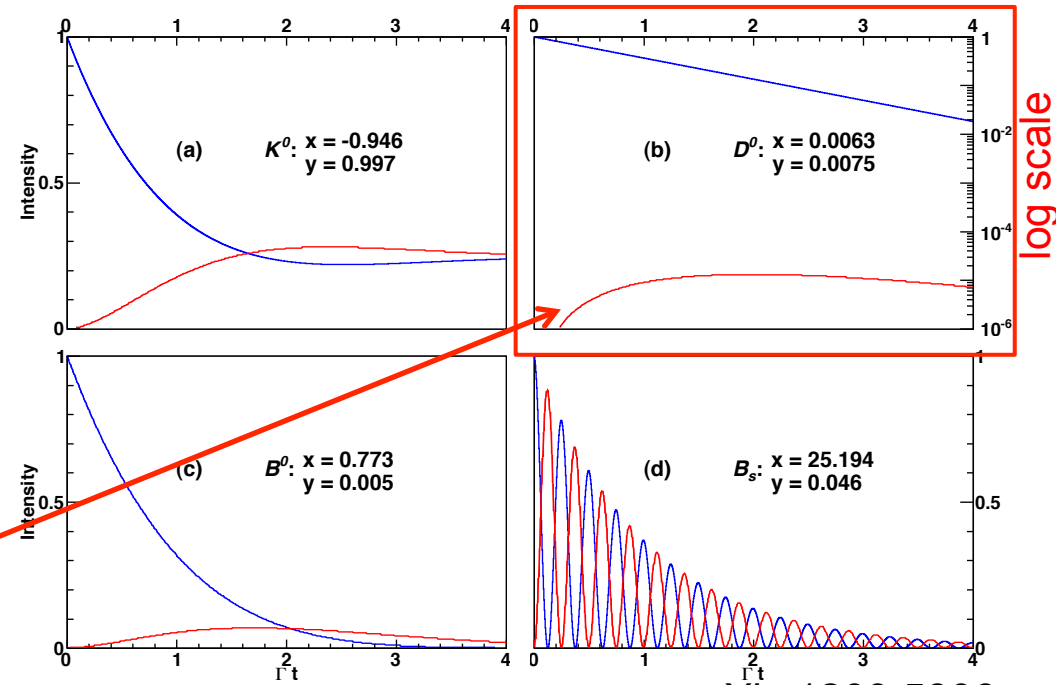 0 1 2 3 4
0 1 2 3 4
1
0.5
0
Intensity
(a) K⁰: x = -0.946
y = 0.997
(b) D⁰: x = 0.0063
y = 0.0075
1
10⁻²
10⁻⁴
10⁻⁶
log scale
1
0.5
0
Intensity
(c) B⁰: x = 0.773
y = 0.005
(d) Bₛ: x = 25.194
y = 0.046
1
0.5
0
0 1 2 3 4
Γ t
0 1 2 3 4
Γ t